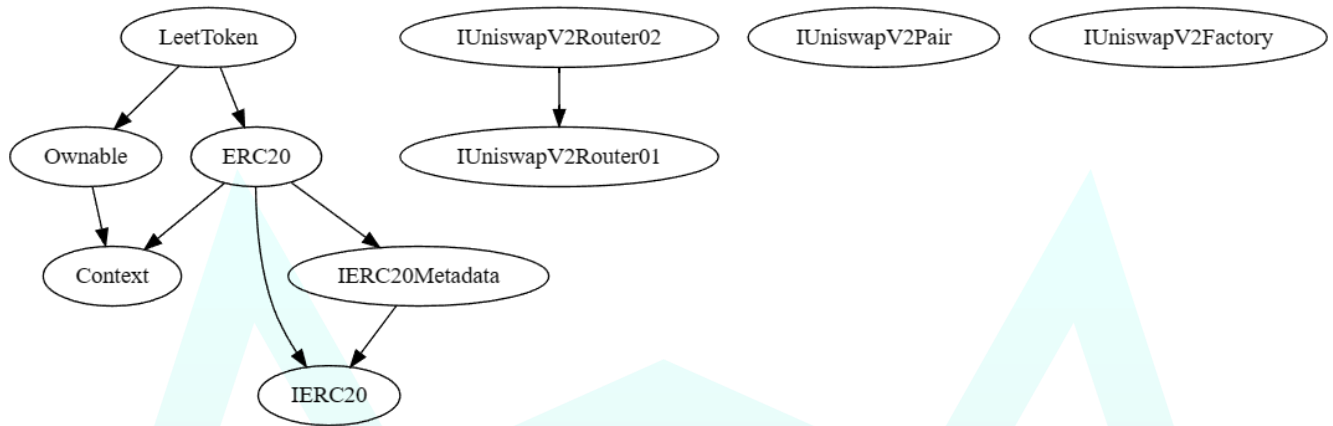 LeetToken
IUniswapV2Router02
IUniswapV2Pair
IUniswapV2Factory
Ownable
ERC20
IUniswapV2Router01
Context
IERC20Metadata
IERC20